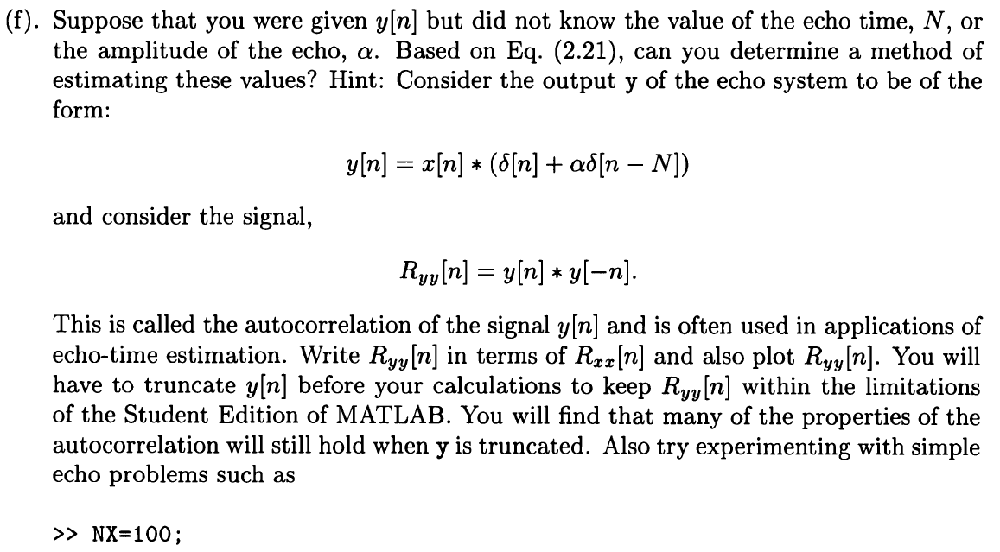 (f). Suppose that you were given y[n] but did not know the value of the echo time, N, or
the amplitude of the echo, α. Based on Eq. (2.21), can you determine a method of
estimating these values? Hint: Consider the output y of the echo system to be of the
form:
y[n] = x[n] * (δ[n] + αδ[n − N])
and consider the signal,
R_{yy}[n] = y[n] * y[−n].
This is called the autocorrelation of the signal y[n] and is often used in applications of
echo-time estimation. Write R_{yy}[n] in terms of R_{xx}[n] and also plot R_{yy}[n]. You will
have to truncate y[n] before your calculations to keep R_{yy}[n] within the limitations
of the Student Edition of MATLAB. You will find that many of the properties of the
autocorrelation will still hold when y is truncated. Also try experimenting with simple
echo problems such as
>> NX=100;